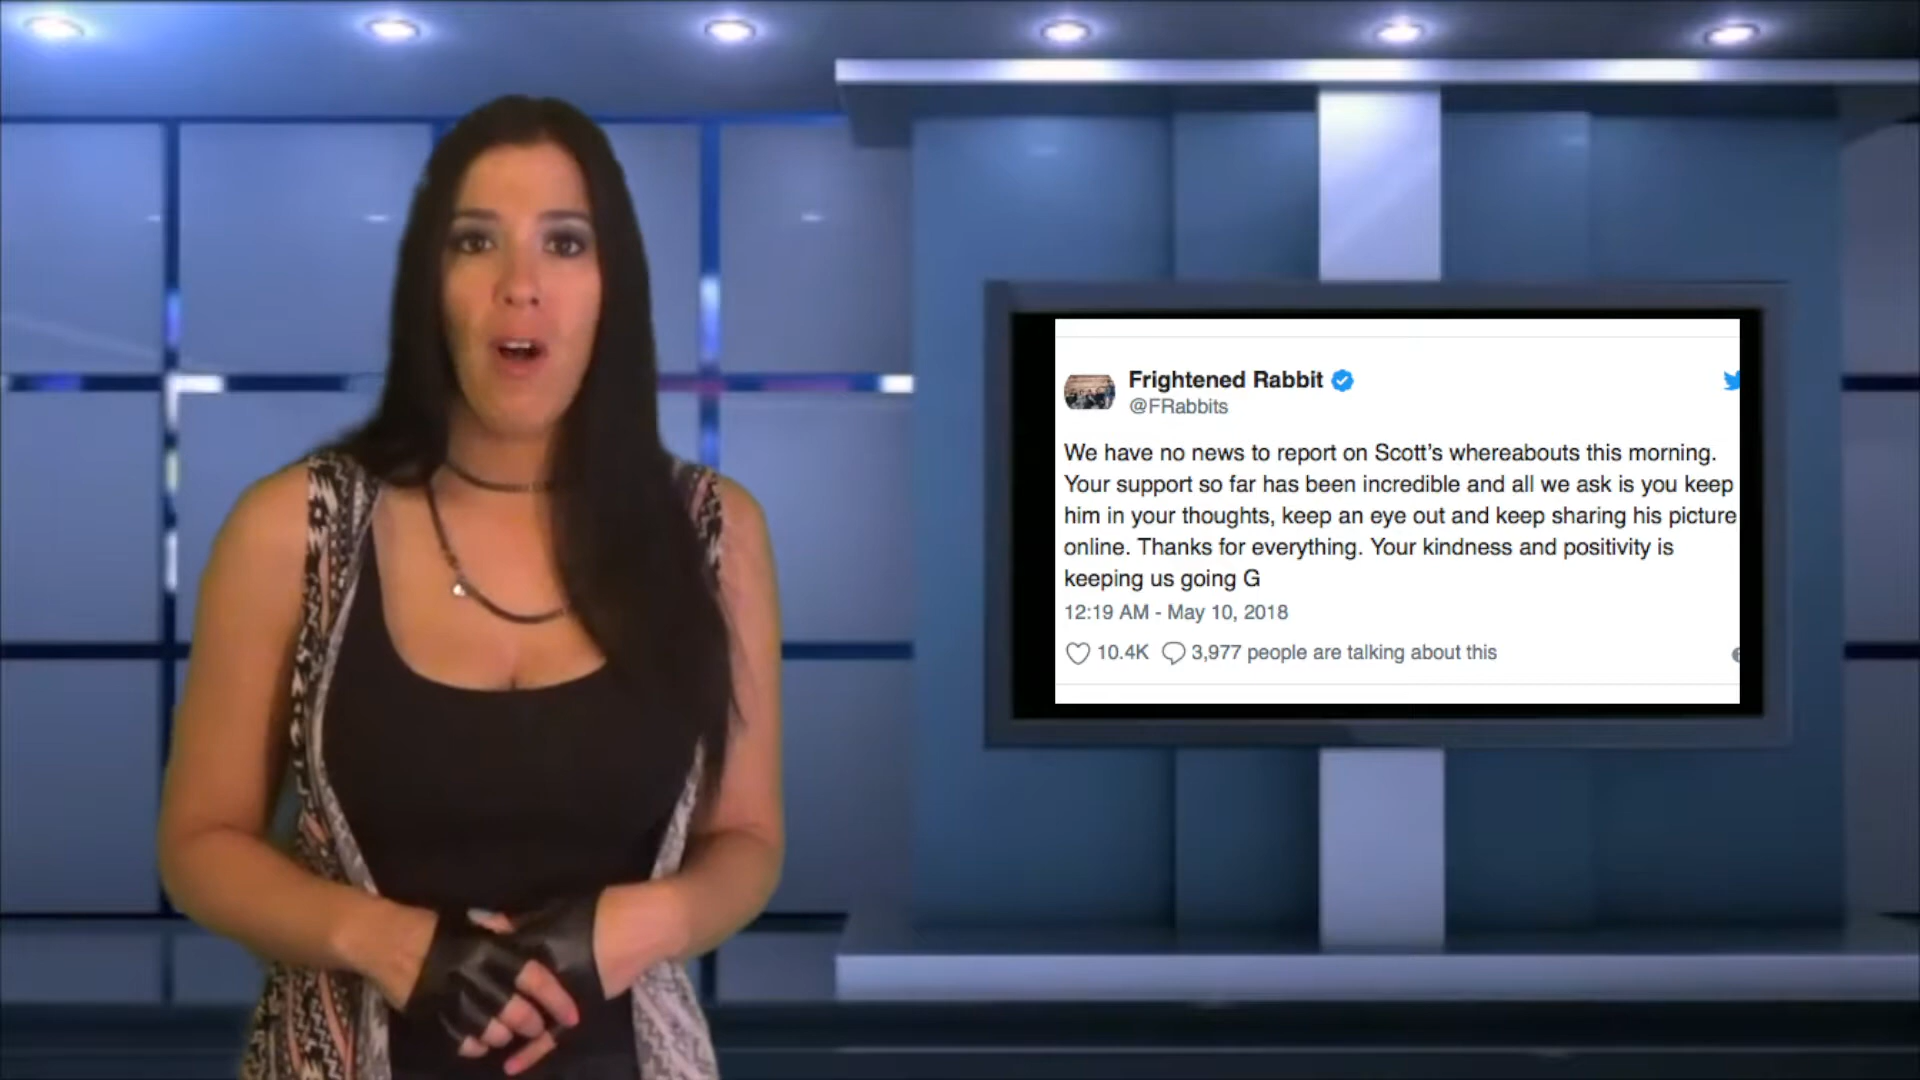 Frightened Rabbit
@FRabbits
We have no news to report on Scott's whereabouts this morning.
Your support so far has been incredible and all we ask is you keep
him in your thoughts, keep an eye out and keep sharing his picture
online. Thanks for everything. Your kindness and positivity is
keeping us going G
12:19 AM - May 10, 2018
10.4K 3,977 people are talking about this